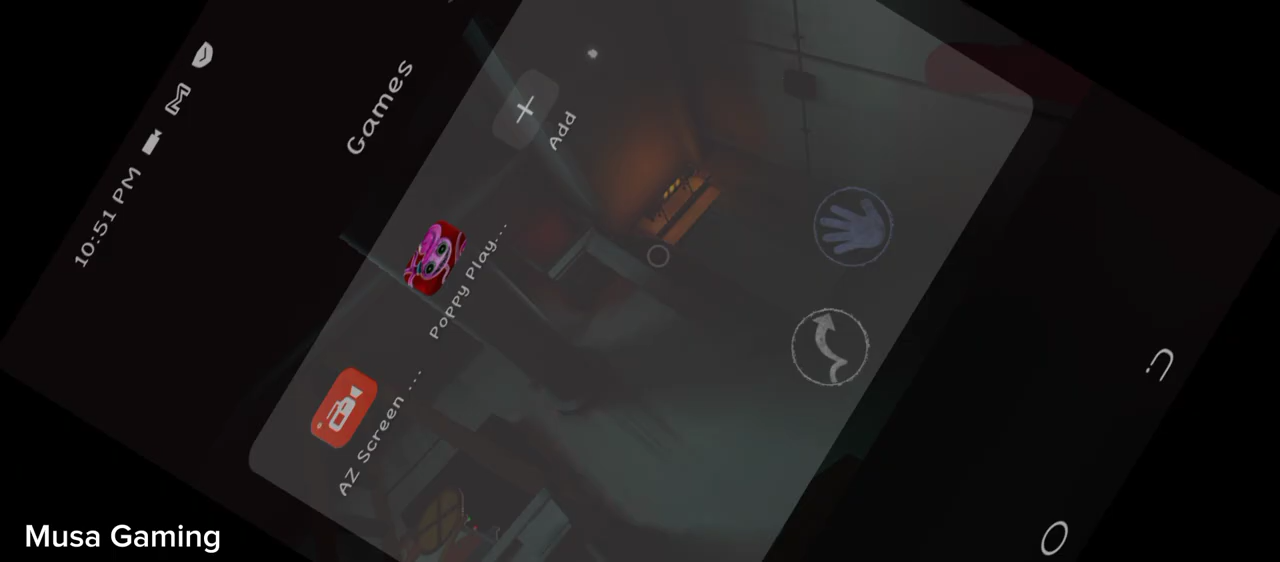 10:51 PM
Games
Add
Poppy Play...
AZ Screen ...
Musa Gaming